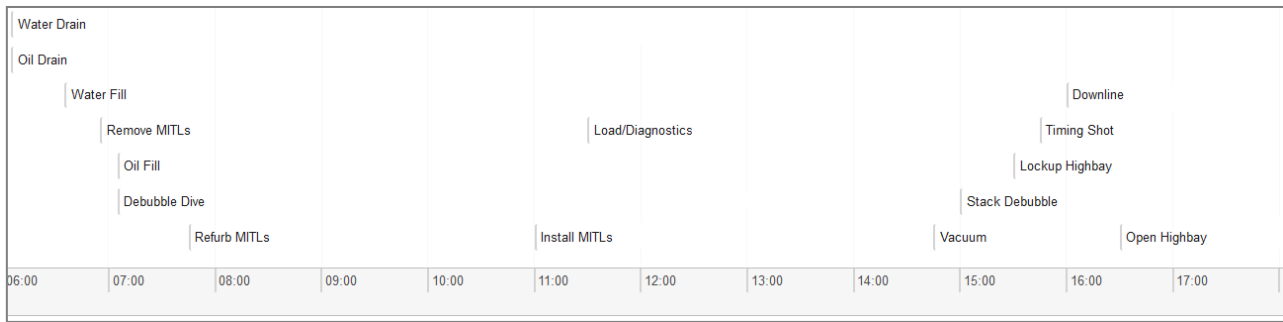 Water Drain
Oil Drain
Water Fill Downline
Remove MITLs Load/Diagnostics Timing Shot
Oil Fill Lockup Highbay
Debubble Dive Stack Debubble
Refurb MITLs Install MITLs Vacuum Open Highbay
06:00 07:00 08:00 09:00 10:00 11:00 12:00 13:00 14:00 15:00 16:00 17:00